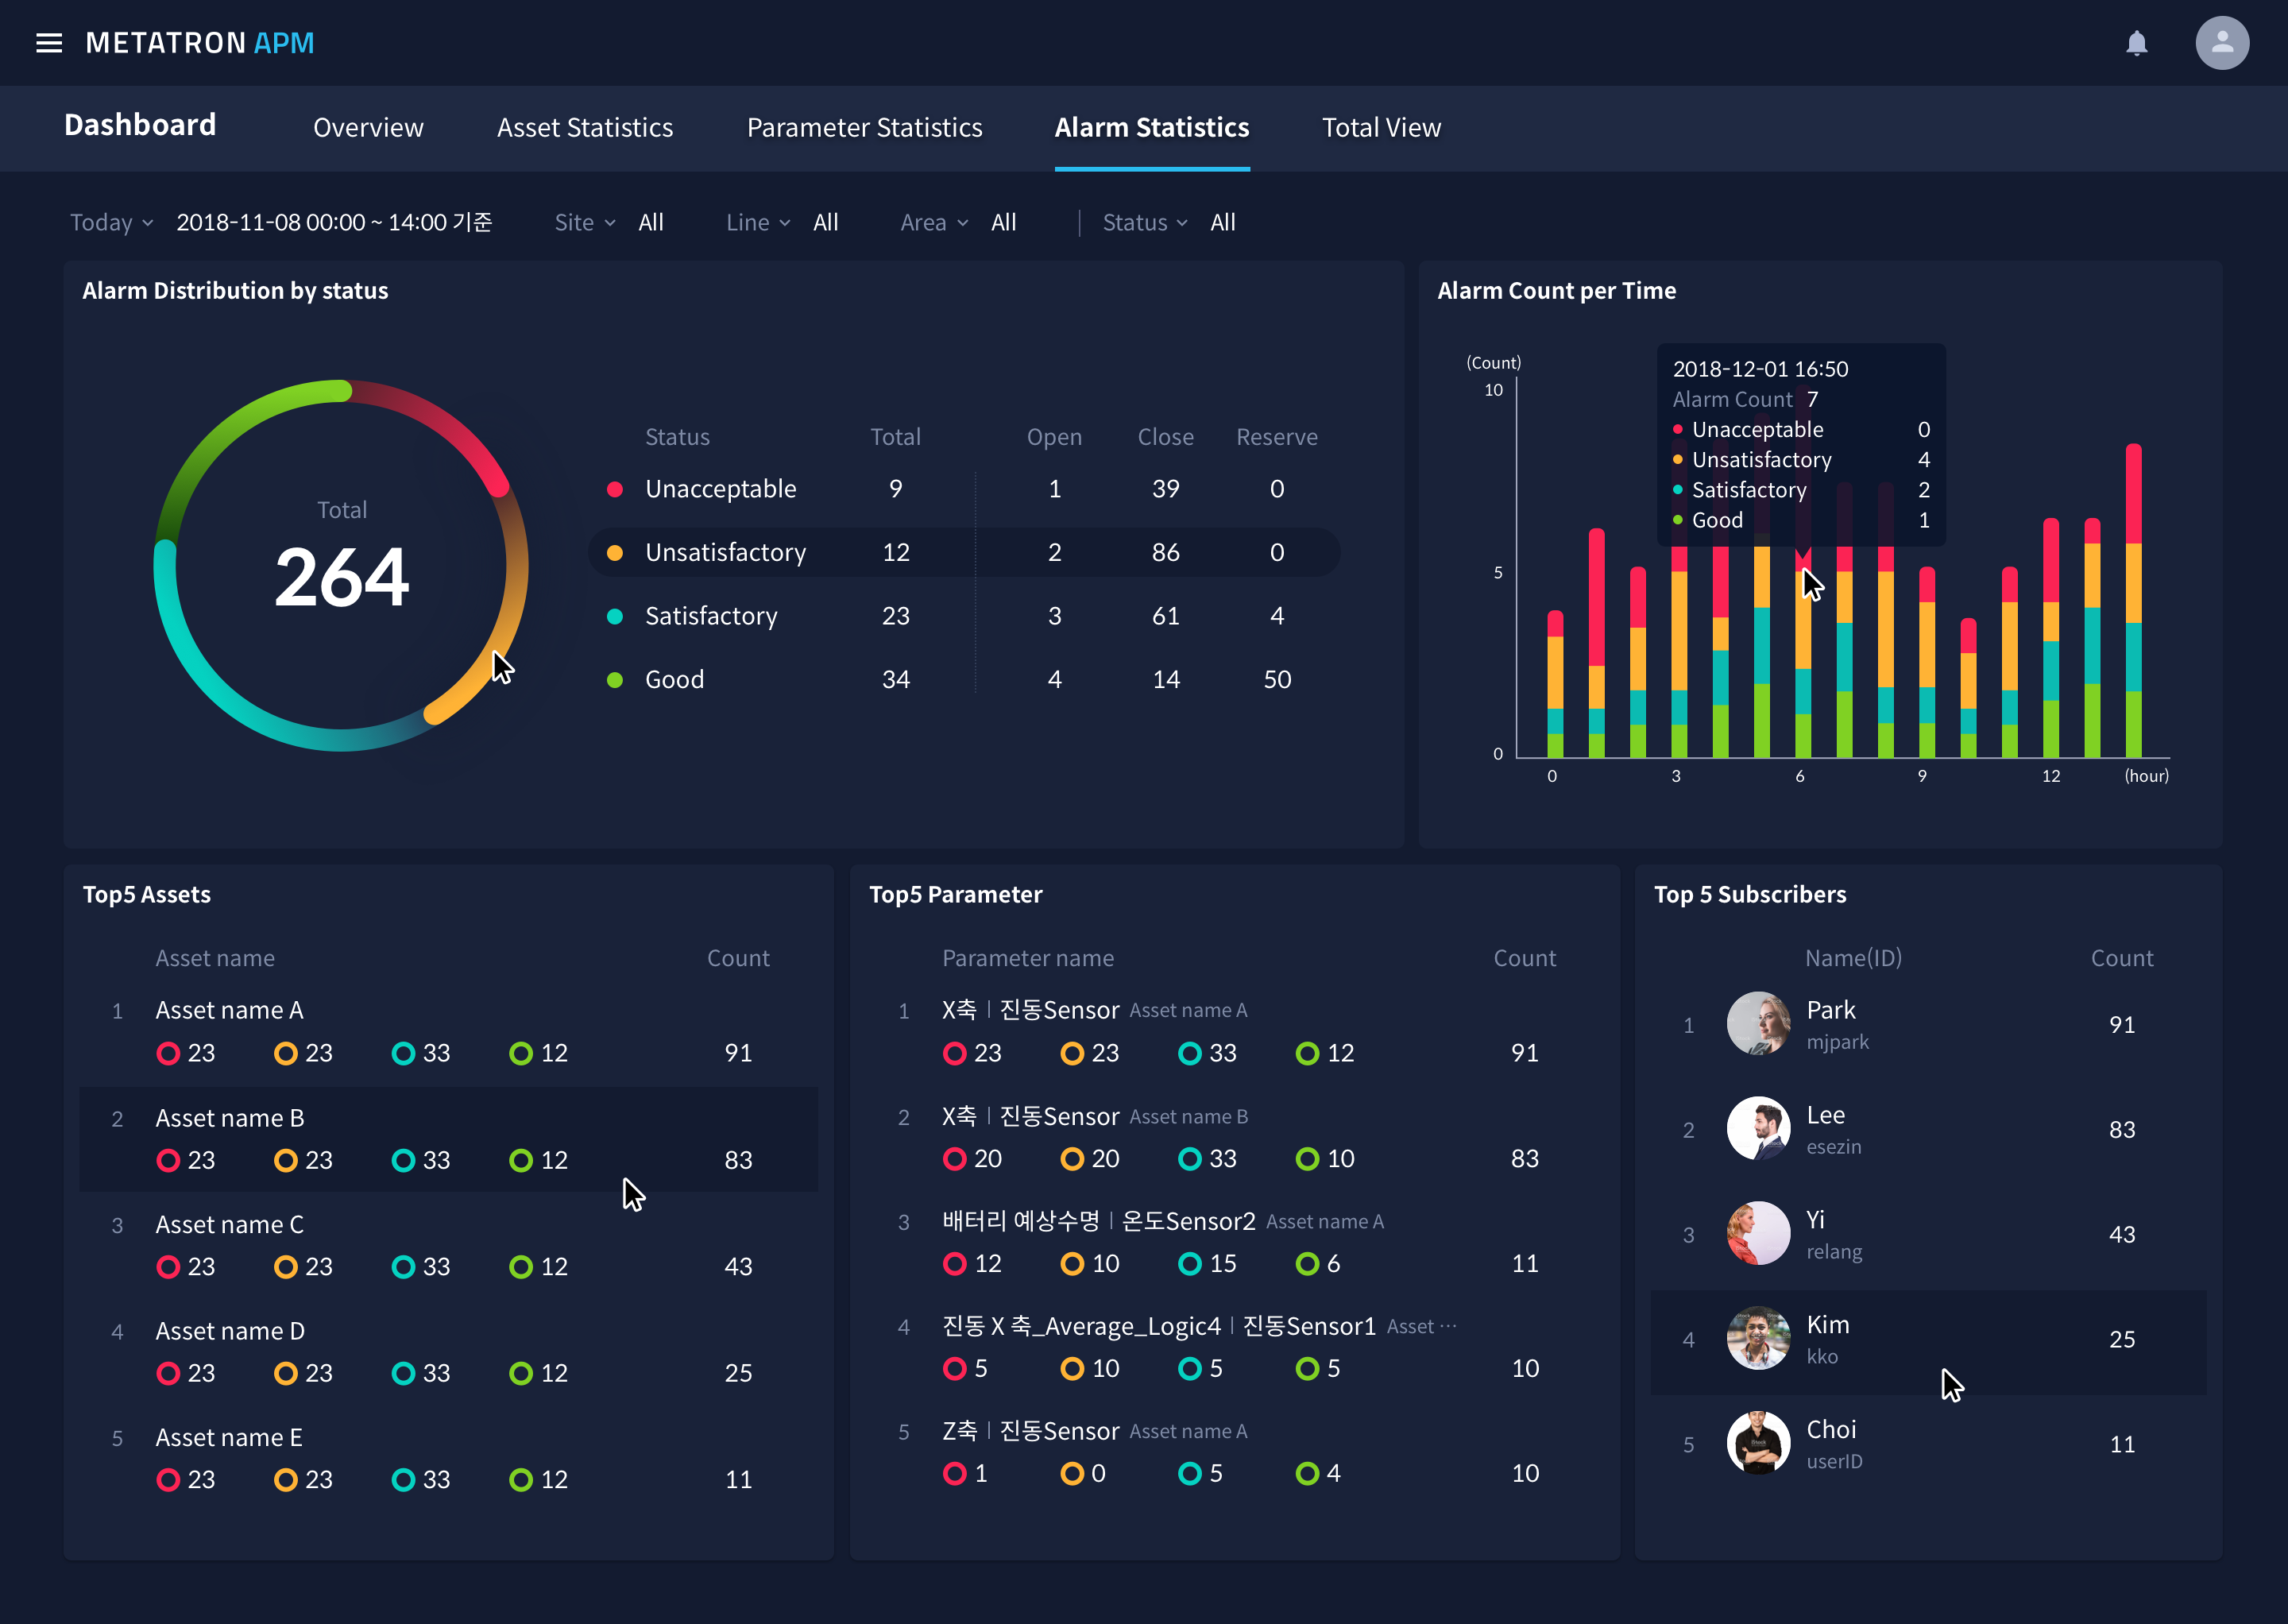 METATRON APM
Dashboard Overview Asset Statistics Parameter Statistics Alarm Statistics Total View
Today 2018-11-08 00:00 ~ 14:00 기준 Site All Line All Area All Status All
Alarm Distribution by status
Total
264
Status Total Open Close Reserve
Unacceptable 9 1 39 0
Unsatisfactory 12 2 86 0
Satisfactory 23 3 61 4
Good 34 4 14 50
Alarm Count per Time
(Count)
10
5
0
2018-12-01 16:50
Alarm Count 7
Unacceptable 0
Unsatisfactory 4
Satisfactory 2
Good 1
0 3 6 9 12 (hour)
Top5 Assets
Asset name Count
1 Asset name A
23 23 33 12 91
2 Asset name B
23 23 33 12 83
3 Asset name C
23 23 33 12 43
4 Asset name D
23 23 33 12 25
5 Asset name E
23 23 33 12 11
Top5 Parameter
Parameter name Count
1 X축 | 진동Sensor Asset name A
23 23 33 12 91
2 X축 | 진동Sensor Asset name B
20 20 33 10 83
3 배터리 예상수명 | 온도Sensor2 Asset name A
12 10 15 6 11
4 진동 X 축_Average_Logic4 | 진동Sensor1 Asset ···
5 10 5 5 10
5 Z축 | 진동Sensor Asset name A
1 0 5 4 10
Top 5 Subscribers
Name(ID) Count
1 Park 91
mjpark
2 Lee 83
esezin
3 Yi 43
relang
4 Kim 25
kko
5 Choi 11
userID